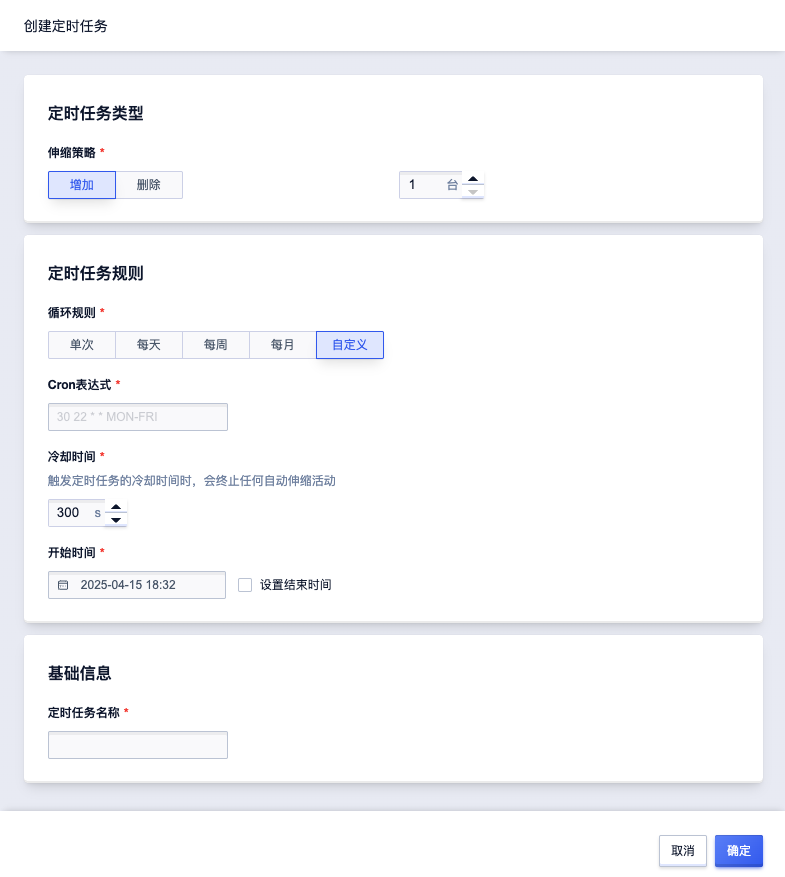 创建定时任务
定时任务类型
伸缩策略 *
增加 删除 1 台
定时任务规则
循环规则 *
单次 每天 每周 每月 自定义
Cron表达式 *
30 22 * * MON-FRI
冷却时间 *
触发定时任务的冷却时间时，会终止任何自动伸缩活动
300 s
开始时间 *
2025-04-15 18:32 设置结束时间
基础信息
定时任务名称 *
取消 确定